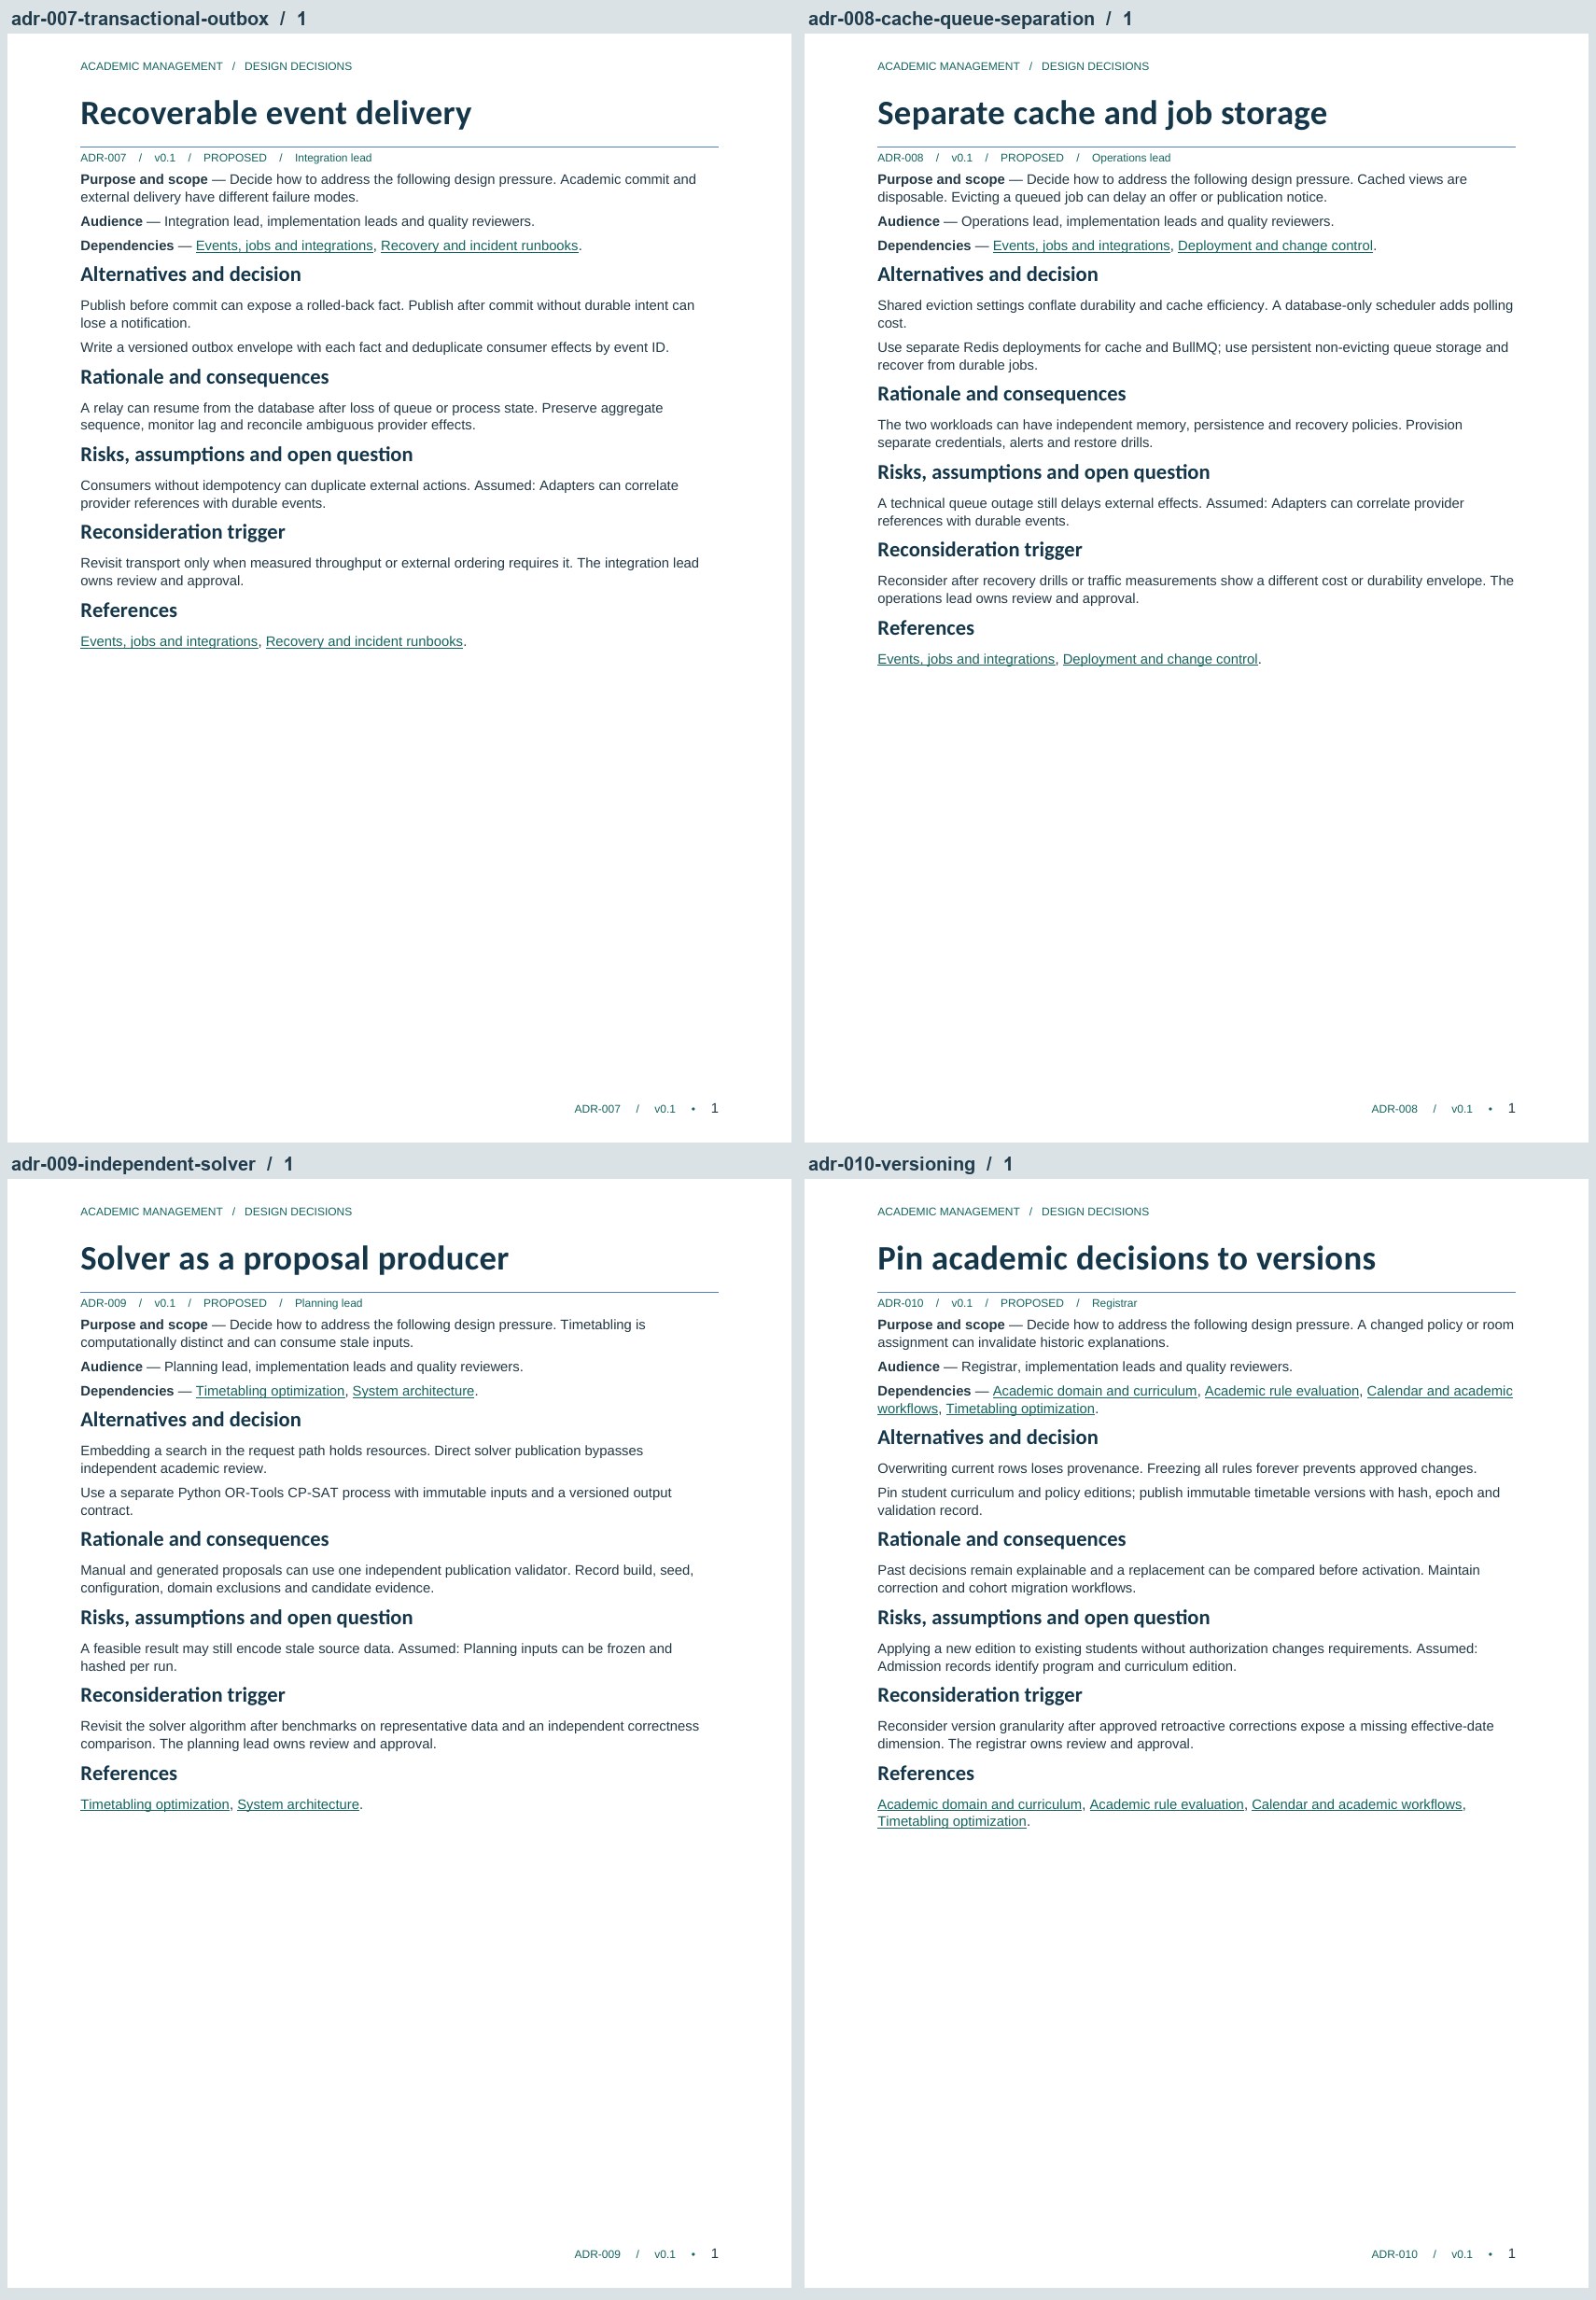 adr-007-transactional-outbox / 1
ACADEMIC MANAGEMENT / DESIGN DECISIONS
Recoverable event delivery
ADR-007 / v0.1 / PROPOSED / Integration lead
Purpose and scope — Decide how to address the following design pressure. Academic commit and
external delivery have different failure modes.
Audience — Integration lead, implementation leads and quality reviewers.
Dependencies — Events, jobs and integrations, Recovery and incident runbooks.
Alternatives and decision
Publish before commit can expose a rolled-back fact. Publish after commit without durable intent can
lose a notification.
Write a versioned outbox envelope with each fact and deduplicate consumer effects by event ID.
Rationale and consequences
A relay can resume from the database after loss of queue or process state. Preserve aggregate
sequence, monitor lag and reconcile ambiguous provider effects.
Risks, assumptions and open question
Consumers without idempotency can duplicate external actions. Assumed: Adapters can correlate
provider references with durable events.
Reconsideration trigger
Revisit transport only when measured throughput or external ordering requires it. The integration lead
owns review and approval.
References
Events, jobs and integrations, Recovery and incident runbooks.
ADR-007 / v0.1 • 1
adr-008-cache-queue-separation / 1
ACADEMIC MANAGEMENT / DESIGN DECISIONS
Separate cache and job storage
ADR-008 / v0.1 / PROPOSED / Operations lead
Purpose and scope — Decide how to address the following design pressure. Cached views are
disposable. Evicting a queued job can delay an offer or publication notice.
Audience — Operations lead, implementation leads and quality reviewers.
Dependencies — Events, jobs and integrations, Deployment and change control.
Alternatives and decision
Shared eviction settings conflate durability and cache efficiency. A database-only scheduler adds polling
cost.
Use separate Redis deployments for cache and BullMQ; use persistent non-evicting queue storage and
recover from durable jobs.
Rationale and consequences
The two workloads can have independent memory, persistence and recovery policies. Provision
separate credentials, alerts and restore drills.
Risks, assumptions and open question
A technical queue outage still delays external effects. Assumed: Adapters can correlate provider
references with durable events.
Reconsideration trigger
Reconsider after recovery drills or traffic measurements show a different cost or durability envelope. The
operations lead owns review and approval.
References
Events, jobs and integrations, Deployment and change control.
ADR-008 / v0.1 • 1
adr-009-independent-solver / 1
ACADEMIC MANAGEMENT / DESIGN DECISIONS
Solver as a proposal producer
ADR-009 / v0.1 / PROPOSED / Planning lead
Purpose and scope — Decide how to address the following design pressure. Timetabling is
computationally distinct and can consume stale inputs.
Audience — Planning lead, implementation leads and quality reviewers.
Dependencies — Timetabling optimization, System architecture.
Alternatives and decision
Embedding a search in the request path holds resources. Direct solver publication bypasses
independent academic review.
Use a separate Python OR-Tools CP-SAT process with immutable inputs and a versioned output
contract.
Rationale and consequences
Manual and generated proposals can use one independent publication validator. Record build, seed,
configuration, domain exclusions and candidate evidence.
Risks, assumptions and open question
A feasible result may still encode stale source data. Assumed: Planning inputs can be frozen and
hashed per run.
Reconsideration trigger
Revisit the solver algorithm after benchmarks on representative data and an independent correctness
comparison. The planning lead owns review and approval.
References
Timetabling optimization, System architecture.
ADR-009 / v0.1 • 1
adr-010-versioning / 1
ACADEMIC MANAGEMENT / DESIGN DECISIONS
Pin academic decisions to versions
ADR-010 / v0.1 / PROPOSED / Registrar
Purpose and scope — Decide how to address the following design pressure. A changed policy or room
assignment can invalidate historic explanations.
Audience — Registrar, implementation leads and quality reviewers.
Dependencies — Academic domain and curriculum, Academic rule evaluation, Calendar and academic
workflows, Timetabling optimization.
Alternatives and decision
Overwriting current rows loses provenance. Freezing all rules forever prevents approved changes.
Pin student curriculum and policy editions; publish immutable timetable versions with hash, epoch and
validation record.
Rationale and consequences
Past decisions remain explainable and a replacement can be compared before activation. Maintain
correction and cohort migration workflows.
Risks, assumptions and open question
Applying a new edition to existing students without authorization changes requirements. Assumed:
Admission records identify program and curriculum edition.
Reconsideration trigger
Reconsider version granularity after approved retroactive corrections expose a missing effective-date
dimension. The registrar owns review and approval.
References
Academic domain and curriculum, Academic rule evaluation, Calendar and academic workflows,
Timetabling optimization.
ADR-010 / v0.1 • 1